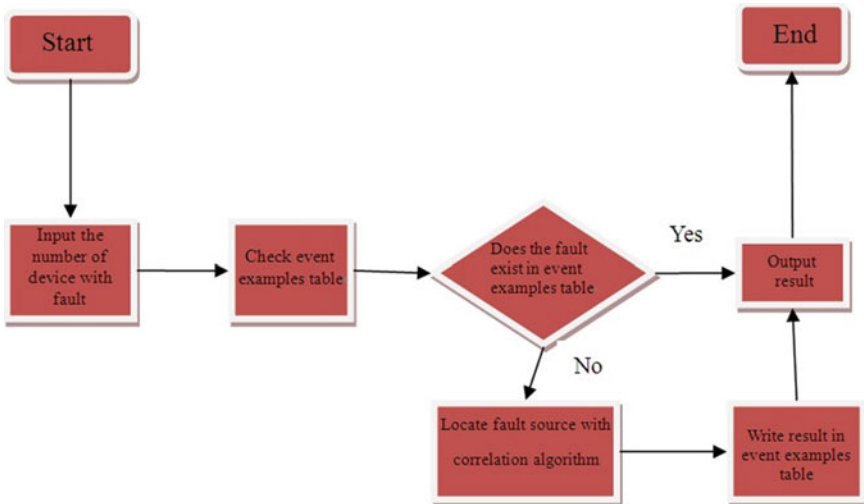 Start
End
Input the
number of
device with
fault
Check event
examples table
Does the fault
exist in event
examples table
Yes
Output
result
No
Locate fault source with
correlation algorithm
Write result in
event examples
table